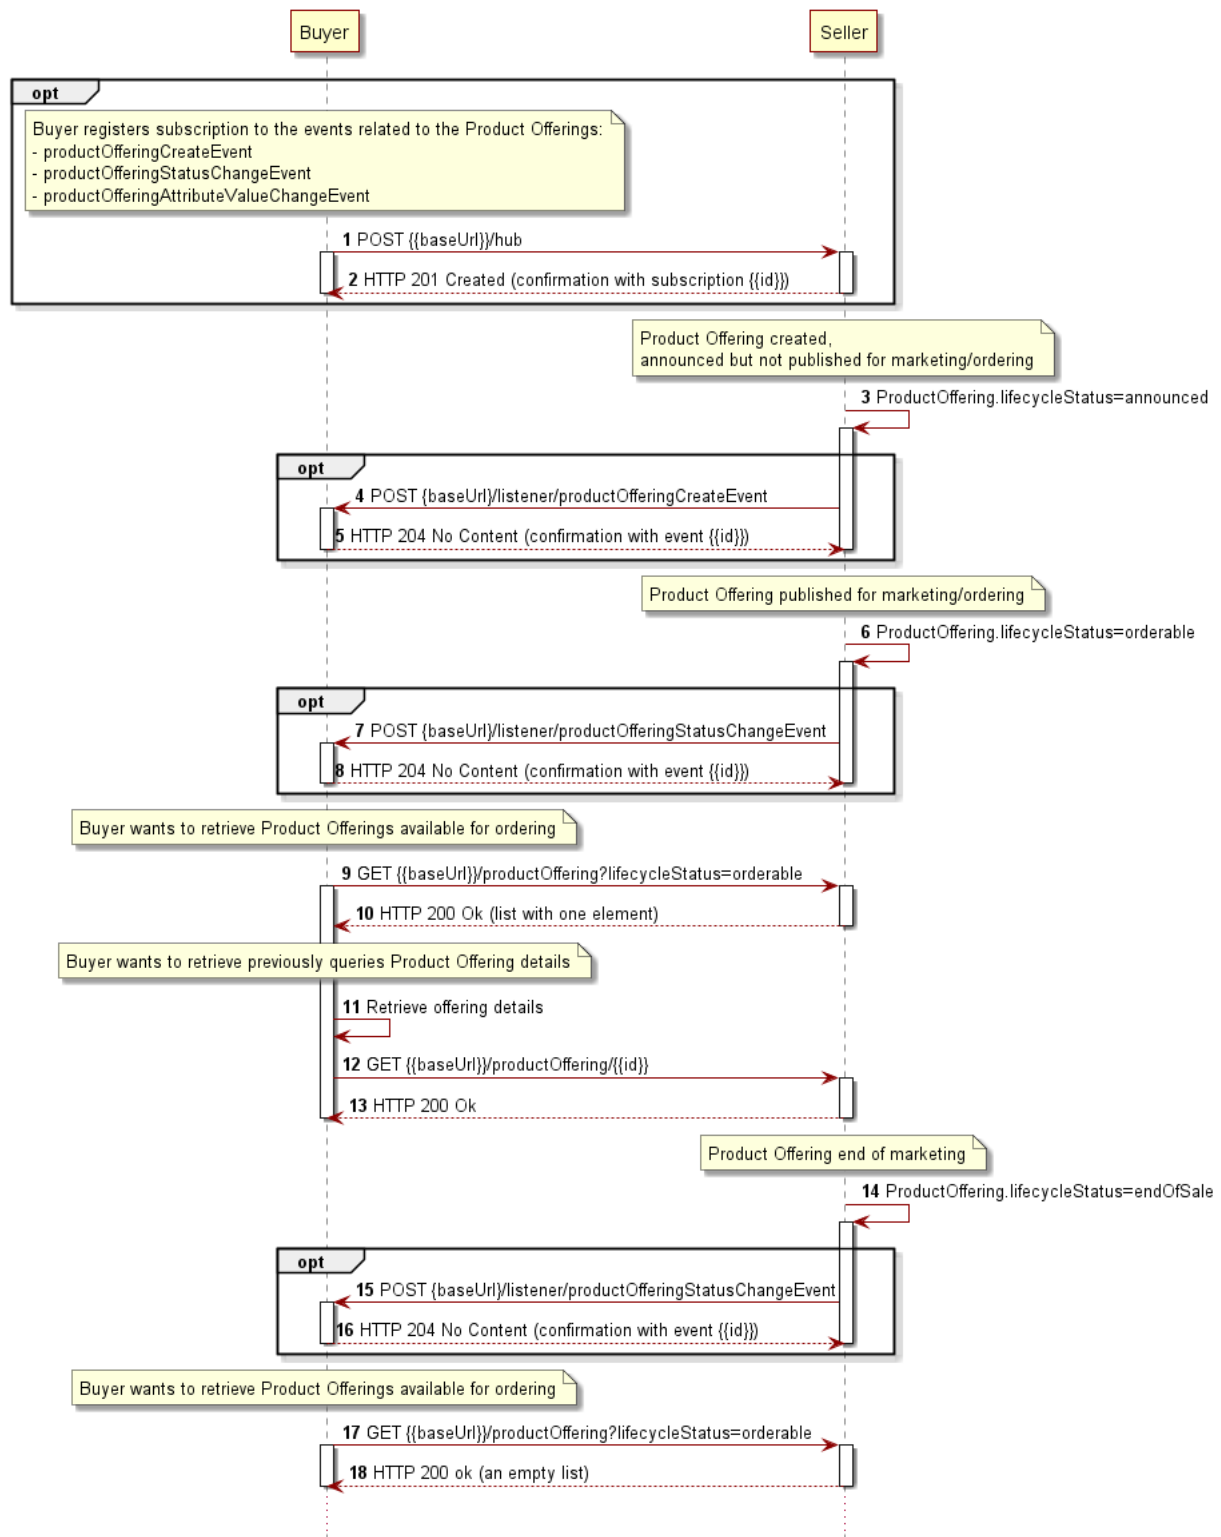 Buyer
Seller
opt
Buyer registers subscription to the events related to the Product Offerings:
- productOfferingCreateEvent
- productOfferingStatusChangeEvent
- productOfferingAttributeValueChangeEvent
1 POST {{baseUrl}}/hub
2 HTTP 201 Created (confirmation with subscription {{id}})
Product Offering created,
announced but not published for marketing/ordering
3 ProductOffering.lifecycleStatus=announced
opt
4 POST {baseUrl}/listener/productOfferingCreateEvent
5 HTTP 204 No Content (confirmation with event {{id}})
Product Offering published for marketing/ordering
6 ProductOffering.lifecycleStatus=orderable
opt
7 POST {baseUrl}/listener/productOfferingStatusChangeEvent
8 HTTP 204 No Content (confirmation with event {{id}})
Buyer wants to retrieve Product Offerings available for ordering
9 GET {{baseUrl}}/productOffering?lifecycleStatus=orderable
10 HTTP 200 Ok (list with one element)
Buyer wants to retrieve previously queries Product Offering details
11 Retrieve offering details
12 GET {{baseUrl}}/productOffering/{{id}}
13 HTTP 200 Ok
Product Offering end of marketing
14 ProductOffering.lifecycleStatus=endOfSale
opt
15 POST {baseUrl}/listener/productOfferingStatusChangeEvent
16 HTTP 204 No Content (confirmation with event {{id}})
Buyer wants to retrieve Product Offerings available for ordering
17 GET {{baseUrl}}/productOffering?lifecycleStatus=orderable
18 HTTP 200 ok (an empty list)